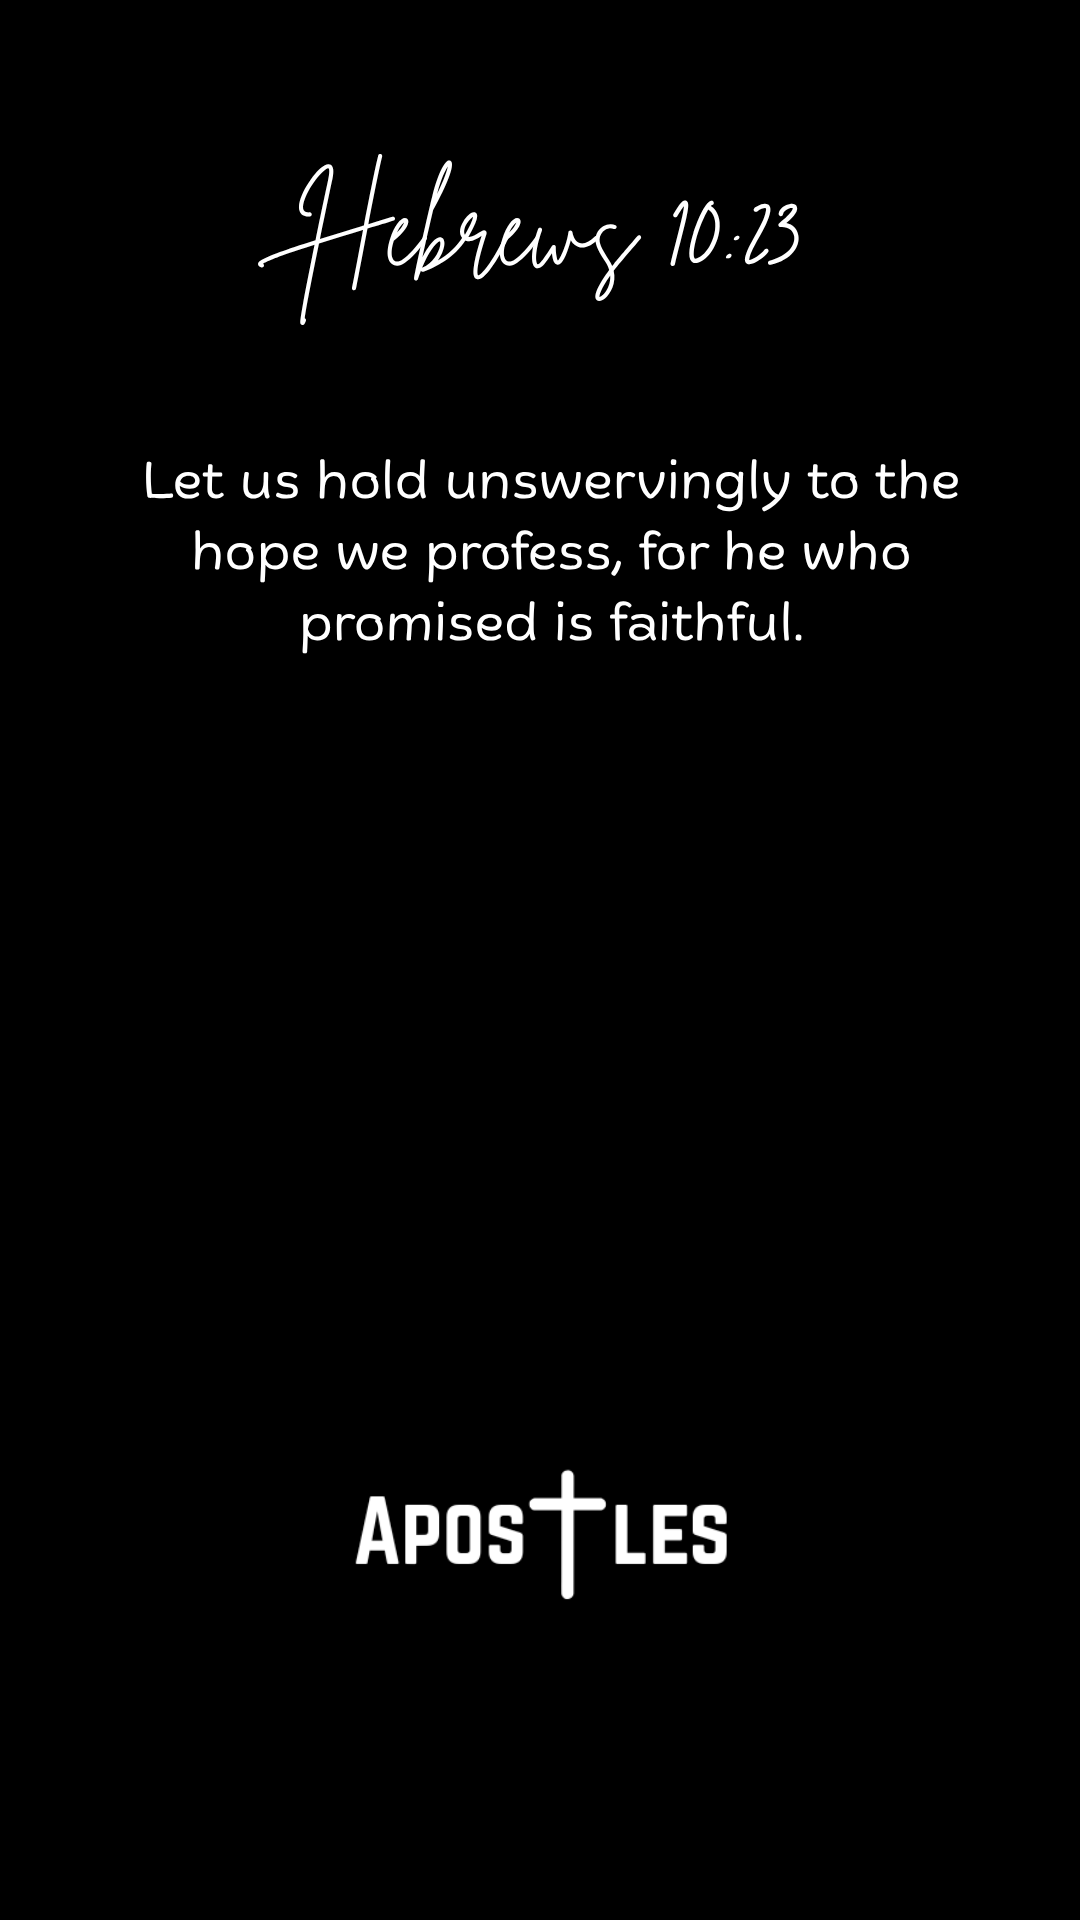 Hebrews 10:23
Let us hold unswervingly to the
hope we profess, for he who
promised is faithful.
APOSTLES